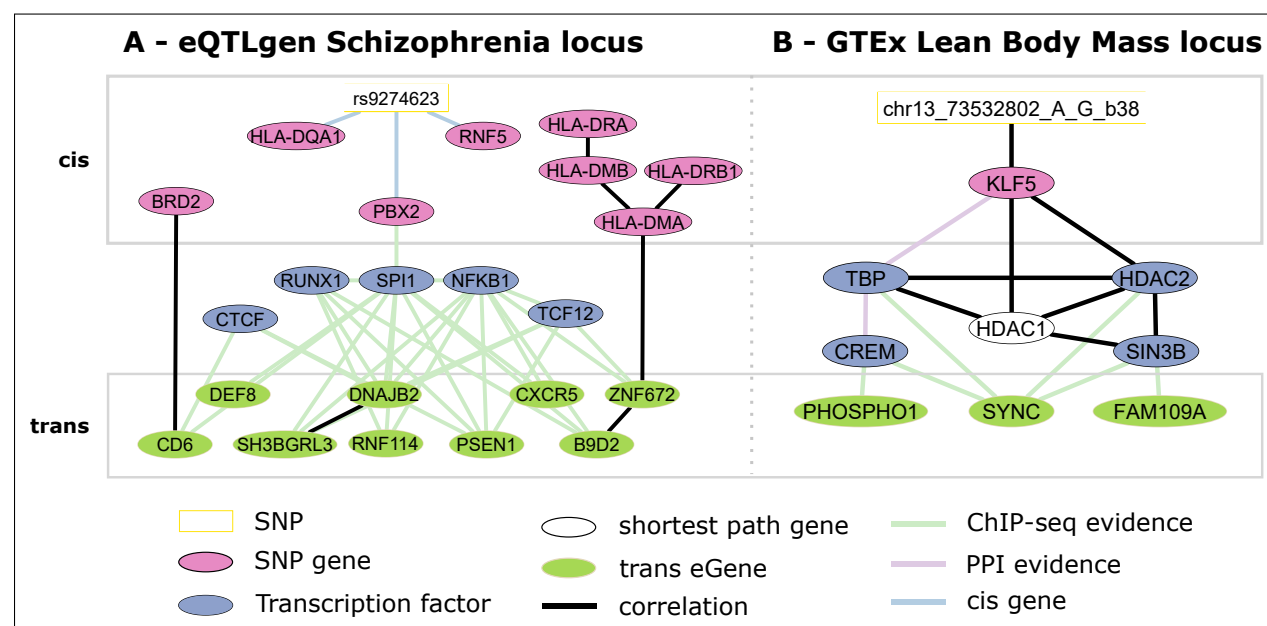 A - eQTLgen Schizophrenia locus
B - GTEx Lean Body Mass locus
cis
rs9274623
HLA-DQA1
RNF5
HLA-DRA
HLA-DMB
HLA-DRB1
BRD2
PBX2
HLA-DMA
chr13_73532802_A_G_b38
KLF5
RUNX1
SPI1
NFKB1
CTCF
TCF12
TBP
HDAC2
HDAC1
CREM
SIN3B
trans
DEF8
DNAJB2
CXCR5
ZNF672
CD6
SH3BGRL3
RNF114
PSEN1
B9D2
PHOSPHO1
SYNC
FAM109A
SNP
SNP gene
Transcription factor
shortest path gene
trans eGene
correlation
ChIP-seq evidence
PPI evidence
cis gene